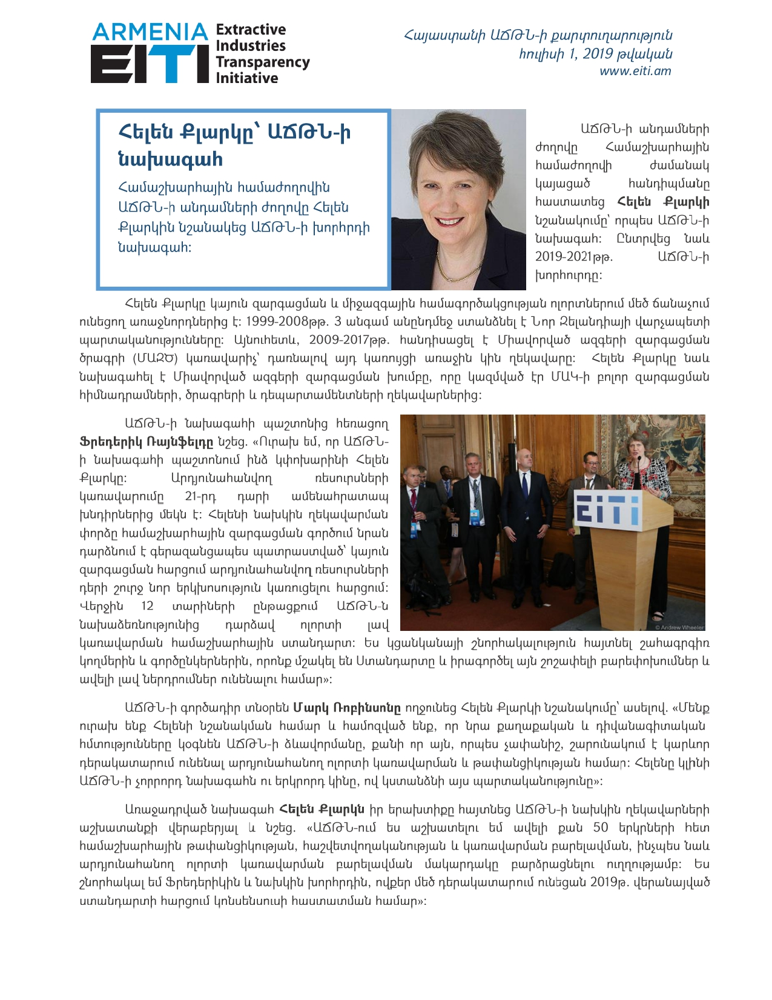 ARMENIA
EITI
Extractive
Industries
Transparency
Initiative
Հայաստանի ԱՃԹՆ-ի քարտուղարություն
հուլիսի 1, 2019 թվական
www.eiti.am
Հելեն Քլարկը՝ ԱՃԹՆ-ի
նախագահ
Համաշխարհային համաժողովին
ԱՃԹՆ-ի անդամների ժողովը Հելեն
Քլարկին նշանակեց ԱՃԹՆ-ի խորհրդի
նախագահ:
ԱՃԹՆ-ի անդամների
ժողովը Համաշխարհային
համաժողովի ժամանակ
կայացած հանդիպմանը
հաստատեց Հելեն Քլարկի
նշանակումը՝ որպես ԱՃԹՆ-ի
նախագահ: Ընտրվեց նաև
2019-2021թթ. ԱՃԹՆ-ի
խորհուրդը:
Հելեն Քլարկը կայուն զարգացման և միջազգային համագործակցության ոլորտներում մեծ ճանաչում
ունեցող առաջնորդներից է: 1999-2008թթ. 3 անգամ անընդմեջ ստանձնել է Նոր Զելանդիայի վարչապետի
պարտականությունները: Այնուհետև, 2009-2017թթ. հանդիսացել է Միավորված ազգերի զարգացման
ծրագրի (ՄԱԶԾ) կառավարիչ՝ դառնալով այդ կառույցի առաջին կին ղեկավարը: Հելեն Քլարկը նաև
նախագահել է Միավորված ազգերի զարգացման խումբը, որը կազմված էր ՄԱԿ-ի բոլոր զարգացման
հիմնադրամների, ծրագրերի և դեպարտամենտների ղեկավարներից:
ԱՃԹՆ-ի նախագահի պաշտոնից հեռացող
Ֆրեդերիկ Ռայնֆելդը նշեց. «Ուրախ եմ, որ ԱՃԹՆ-
ի նախագահի պաշտոնում ինձ կփոխարինի Հելեն
Քլարկը: Արդյունահանվող ռեսուրսների
կառավարումը 21-րդ դարի ամենահրատապ
խնդիրներից մեկն է: Հելենի նախկին ղեկավարման
փորձը համաշխարհային զարգացման գործում նրան
դարձնում է գերազանցապես պատրաստված՝ կայուն
զարգացման հարցում արդյունահանվող ռեսուրսների
դերի շուրջ նոր երկխոսություն կառուցելու հարցում:
Վերջին 12 տարիների ընթացքում ԱՃԹՆ-ն
նախաձեռնությունից դարձավ ոլորտի լավ
կառավարման համաշխարհային ստանդարտ: Ես կցանկանայի շնորհակալություն հայտնել շահագրգիռ
կողմերին և գործընկերներին, որոնք մշակել են Ստանդարտը և իրագործել այն շոշափելի բարեփոխումներ և
ավելի լավ ներդրումներ ունենալու համար»:
© Andrew Wheeler
ԱՃԹՆ-ի գործադիր տնօրեն Մարկ Ռոբինսոնը ողջունեց Հելեն Քլարկի նշանակումը՝ ասելով. «Մենք
ուրախ ենք Հելենի նշանակման համար և համոզված ենք, որ նրա քաղաքական և դիվանագիտական
հմտությունները կօգնեն ԱՃԹՆ-ի ձևավորմանը, քանի որ այն, որպես չափանիշ, շարունակում է կարևոր
դերակատարում ունենալ արդյունահանող ոլորտի կառավարման և թափանցիկության համար: Հելենը կլինի
ԱՃԹՆ-ի չորրորդ նախագահն ու երկրորդ կինը, ով կստանձնի այս պարտականությունը»:
Առաջադրված նախագահ Հելեն Քլարկն իր երախտիքը հայտնեց ԱՃԹՆ-ի նախկին ղեկավարների
աշխատանքի վերաբերյալ և նշեց. «ԱՃԹՆ-ում ես աշխատելու եմ ավելի քան 50 երկրների հետ
համաշխարհային թափանցիկության, հաշվետվողականության և կառավարման բարելավման, ինչպես նաև
արդյունահանող ոլորտի կառավարման բարելավման մակարդակը բարձրացնելու ուղղությամբ: Ես
շնորհակալ եմ Ֆրեդերիկին և նախկին խորհրդին, ովքեր մեծ դերակատարում ունեցան 2019թ. վերանայված
ստանդարտի հարցում կոնսենսուսի հաստատման համար»: